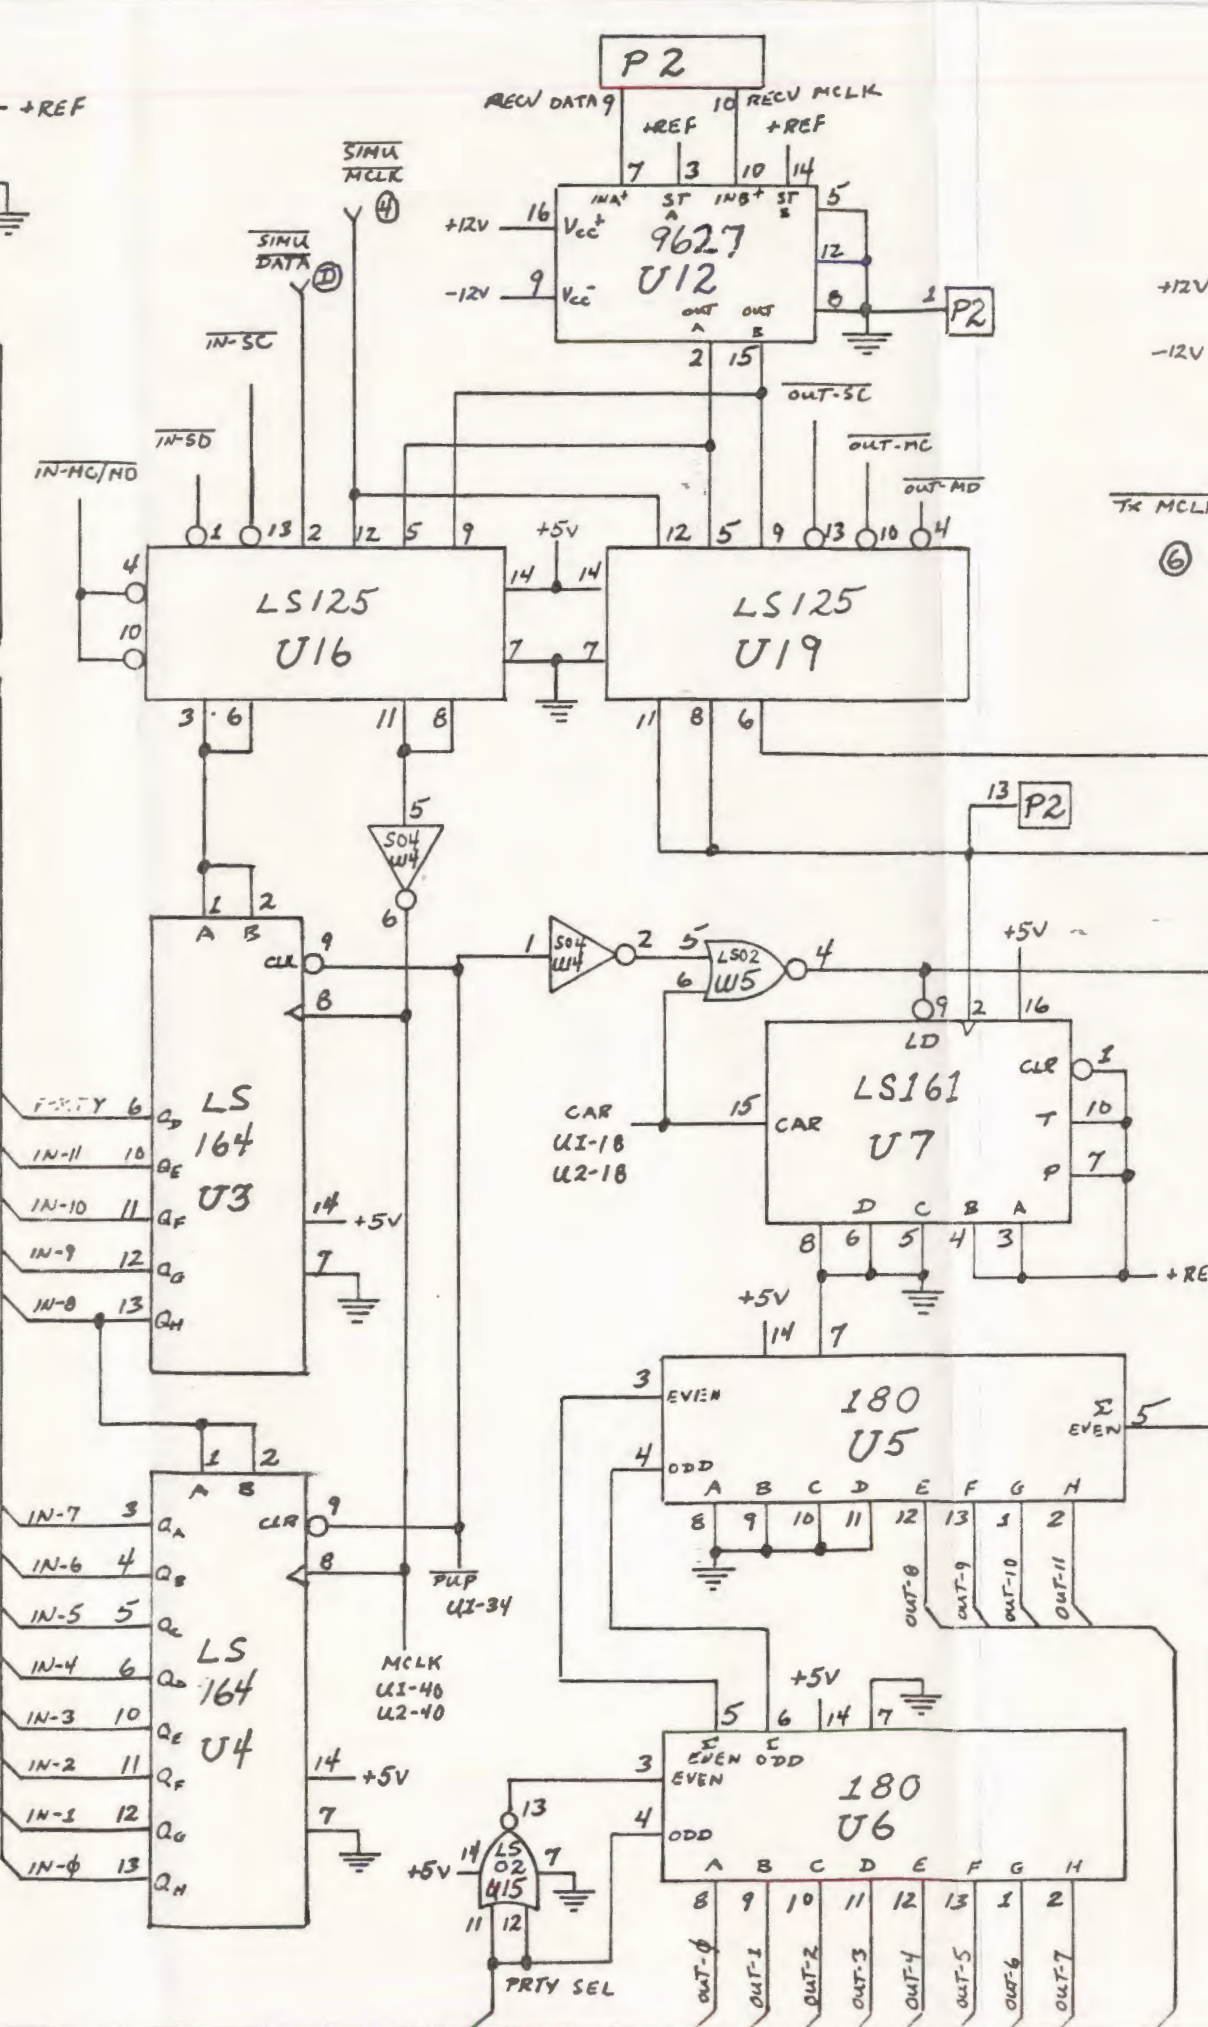 P2
RECV DATA 9
10 RECV MCLK
+REF
+REF
+REF
7 3 10 14
INA+ ST A INB+ ST B
5
SIMU
MCLK
4
+12V 16 Vcc+
9627
U12
12
-12V 9 Vcc-
8 1 P2
OUT A OUT B
2 15
SIMU
DATA D
+12V
-12V
IN-SC
OUT-SC
IN-SD
OUT-MC
IN-MC/MD
OUT-MD
TX MCL
6
1 13 2 12 5 9
+5V
12 5 9 13 10 4
4
10
LS125
U16
14 14
7 7
LS125
U19
3 6 11 8
11 8 6
13 P2
5
S04
U14
6
1 2
A B
CLR 9
8
1 S04 U14 2
5
6
LS02
U15
4
+5V
9 2 16
LD
CLR 1
LS161
U7
T 10
P 7
CAR
U1-18
U2-18
15 CAR
D C B A
8 6 5 4 3
+RE
6 QD
IN-11 10 QE
IN-10 11 QF
IN-9 12 QG
IN-8 13 QH
LS
164
U3
14 +5V
7
+5V
14 7
3 EVEN
180
U5
Σ
EVEN 5
4 ODD
A B C D E F G H
8 9 10 11 12 13 1 2
OUT-8
OUT-9
OUT-10
OUT-11
1 2
A B
CLR 9
8
IN-7 3 QA
IN-6 4 QB
IN-5 5 QC
IN-4 6 QD
IN-3 10 QE
IN-2 11 QF
IN-1 12 QG
IN-ϕ 13 QH
LS
164
U4
14 +5V
7
PUP
U1-34
MCLK
U1-40
U2-40
+5V
5 6 14 7
Σ Σ
EVEN ODD
3 EVEN
180
U6
4 ODD
A B C D E F G H
8 9 10 11 12 13 1 2
13
+5V 14
LS
02
U15
7
11 12
PRTY SEL
OUT-ϕ
OUT-1
OUT-2
OUT-3
OUT-4
OUT-5
OUT-6
OUT-7